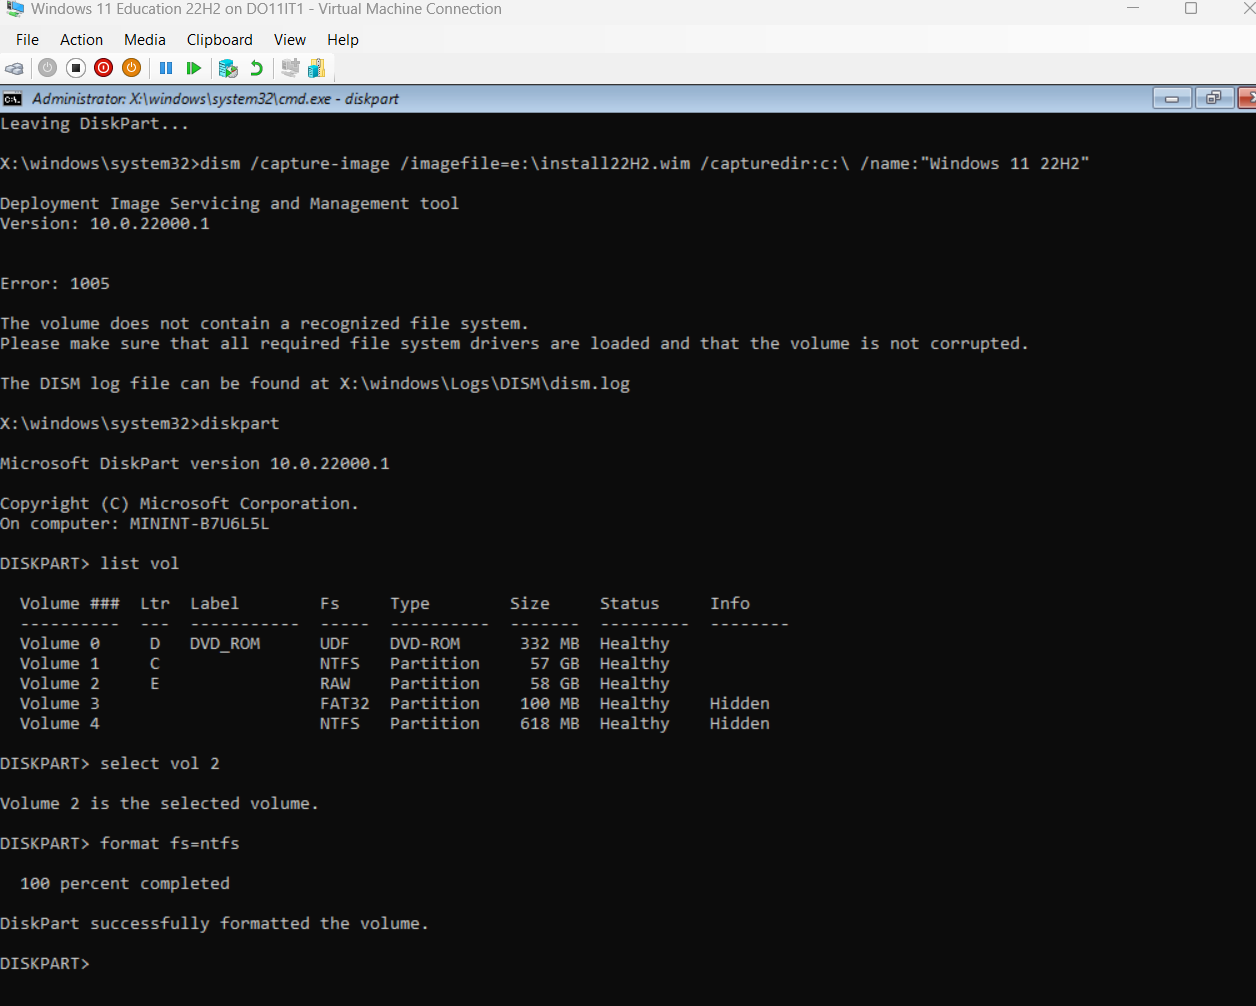 Windows 11 Education 22H2 on DO11IT1 - Virtual Machine Connection
File Action Media Clipboard View Help
Administrator: X:\windows\system32\cmd.exe - diskpart
Leaving DiskPart...
X:\windows\system32>dism /capture-image /imagefile=e:\install22H2.wim /capturedir:c:\ /name:"Windows 11 22H2"
Deployment Image Servicing and Management tool
Version: 10.0.22000.1
Error: 1005
The volume does not contain a recognized file system.
Please make sure that all required file system drivers are loaded and that the volume is not corrupted.
The DISM log file can be found at X:\windows\Logs\DISM\dism.log
X:\windows\system32>diskpart
Microsoft DiskPart version 10.0.22000.1
Copyright (C) Microsoft Corporation.
On computer: MININT-B7U6L5L
DISKPART> list vol
  Volume ###  Ltr  Label        Fs     Type        Size     Status     Info
  ----------  ---  -----------  -----  ----------  -------  ---------  --------
  Volume 0     D   DVD_ROM      UDF    DVD-ROM      332 MB  Healthy
  Volume 1     C                NTFS   Partition     57 GB  Healthy
  Volume 2     E                RAW    Partition     58 GB  Healthy
  Volume 3                      FAT32  Partition    100 MB  Healthy    Hidden
  Volume 4                      NTFS   Partition    618 MB  Healthy    Hidden
DISKPART> select vol 2
Volume 2 is the selected volume.
DISKPART> format fs=ntfs
  100 percent completed
DiskPart successfully formatted the volume.
DISKPART>